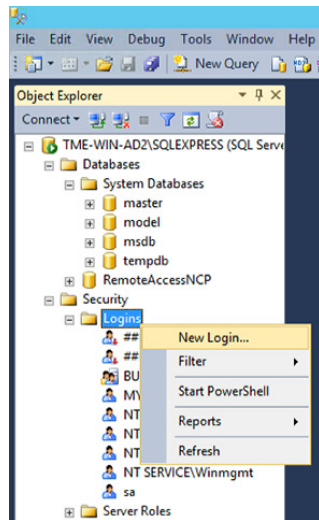 File Edit View Debug Tools Window Help
New Query
Object Explorer
Connect
TME-WIN-AD2\SQLEXPRESS (SQL Serve
Databases
System Databases
master
model
msdb
tempdb
RemoteAccessNCP
Security
Logins
##
New Login...
##
Filter
BU
MY
Start PowerShell
NT
NT
Reports
NT
Refresh
NT SERVICE\Winmgmt
sa
Server Roles